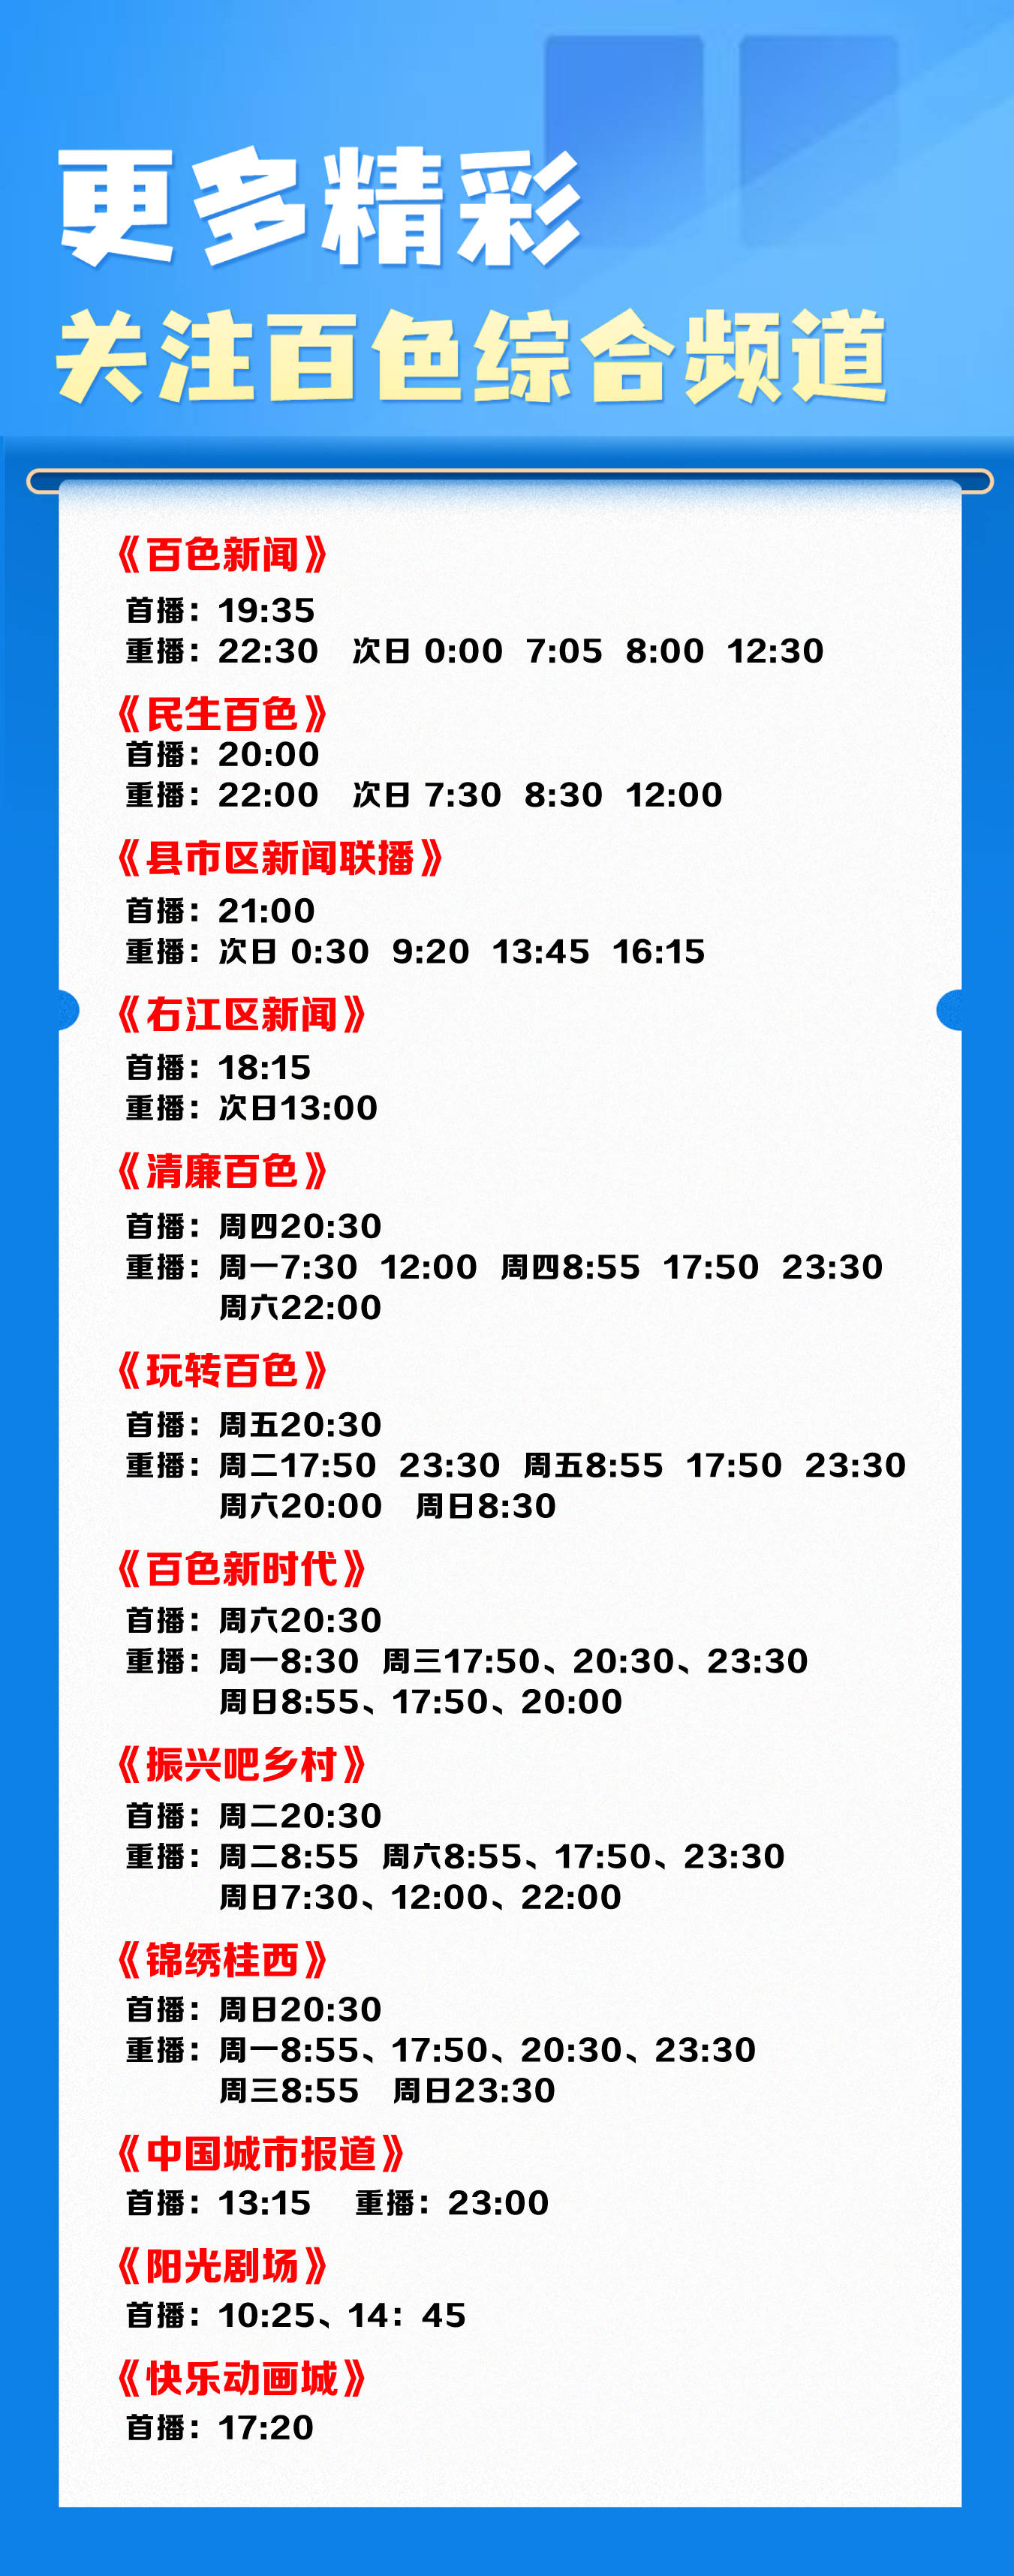 更多精彩
关注百色综合频道
《百色新闻》
首播：19:35
重播：22:30 次日 0:00 7:05 8:00 12:30
《民生百色》
首播：20:00
重播：22:00 次日 7:30 8:30 12:00
《县市区新闻联播》
首播：21:00
重播：次日 0:30 9:20 13:45 16:15
《右江区新闻》
首播：18:15
重播：次日13:00
《清廉百色》
首播：周四20:30
重播：周一7:30 12:00 周四8:55 17:50 23:30
周六22:00
《玩转百色》
首播：周五20:30
重播：周二17:50 23:30 周五8:55 17:50 23:30
周六20:00 周日8:30
《百色新时代》
首播：周六20:30
重播：周一8:30 周三17:50、20:30、23:30
周日8:55、17:50、20:00
《振兴吧乡村》
首播：周二20:30
重播：周二8:55 周六8:55、17:50、23:30
周日7:30、12:00、22:00
《锦绣桂西》
首播：周日20:30
重播：周一8:55、17:50、20:30、23:30
周三8:55 周日23:30
《中国城市报道》
首播：13:15 重播：23:00
《阳光剧场》
首播：10:25、14：45
《快乐动画城》
首播：17:20